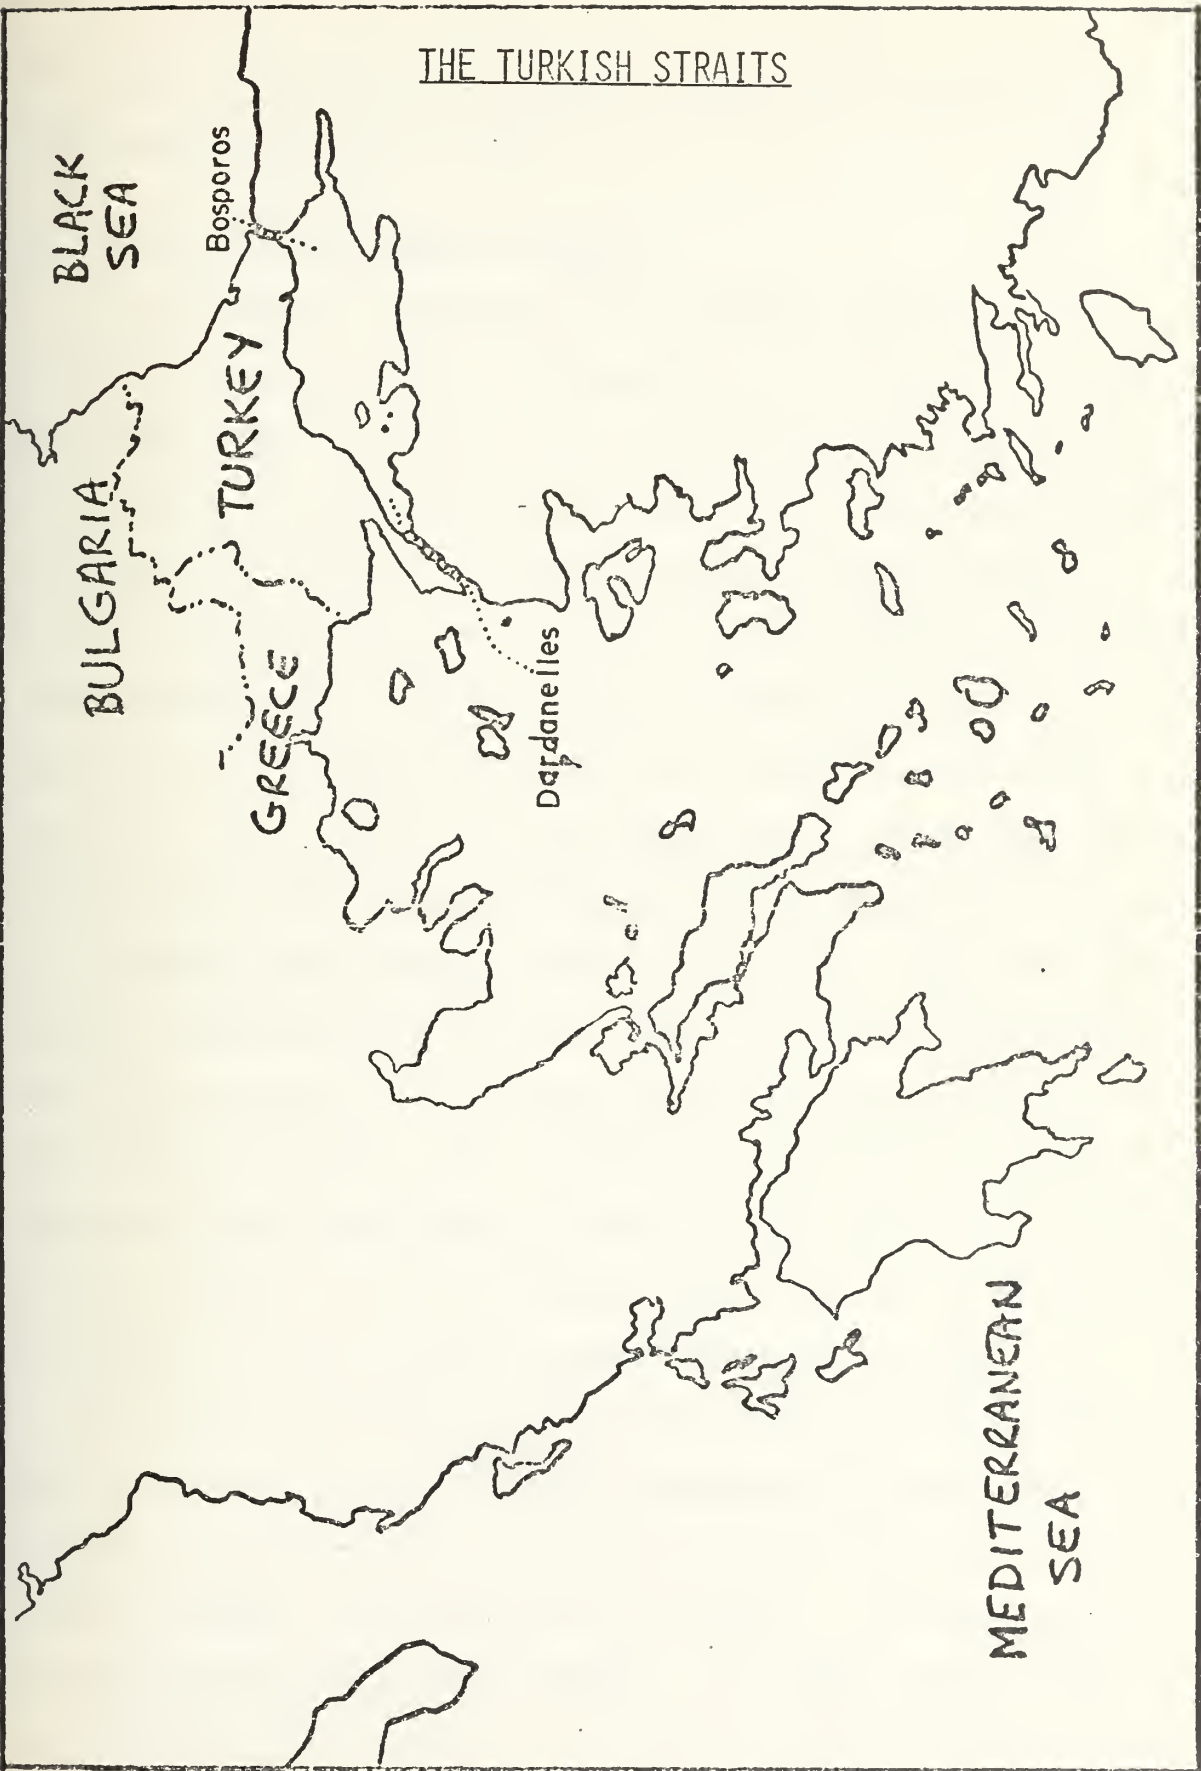 THE TURKISH STRAITS
BLACK
SEA
Bosporos
TURKEY
BULGARIA
GREECE
Dardanelles
MEDITERRANEAN
SEA